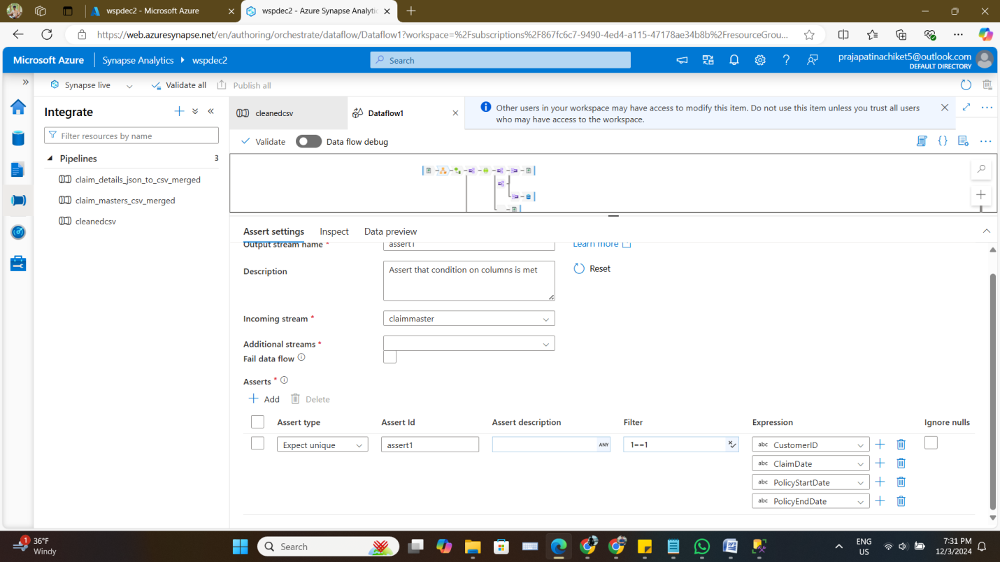 wspdec2 - Microsoft Azure
wspdec2 - Azure Synapse Analytic
https://web.azuresynapse.net/en/authoring/orchestrate/dataflow/Dataflow1?workspace=%2Fsubscriptions%2F867fc6c7-9490-4ed4-a115-47178ae34b8b%2FresourceGrou...
Microsoft Azure
Synapse Analytics
wspdec2
Search
prajapatinachiket5@outlook.com
DEFAULT DIRECTORY
Synapse live
Validate all
Publish all
Integrate
Filter resources by name
Pipelines 3
claim_details_json_to_csv_merged
claim_masters_csv_merged
cleanedcsv
cleanedcsv
Dataflow1
Other users in your workspace may have access to modify this item. Do not use this item unless you trust all users
who may have access to the workspace.
Validate
Data flow debug
Assert settings Inspect Data preview
Output stream name * assert1 Learn more
Description Assert that condition on columns is met Reset
Incoming stream * claimmaster
Additional streams *
Fail data flow
Asserts *
Add Delete
Assert type Assert Id Assert description Filter Expression Ignore nulls
Expect unique assert1 ANY 1==1 abc CustomerID
abc ClaimDate
abc PolicyStartDate
abc PolicyEndDate
1
36°F
Windy
Search
ENG
US
7:31 PM
12/3/2024